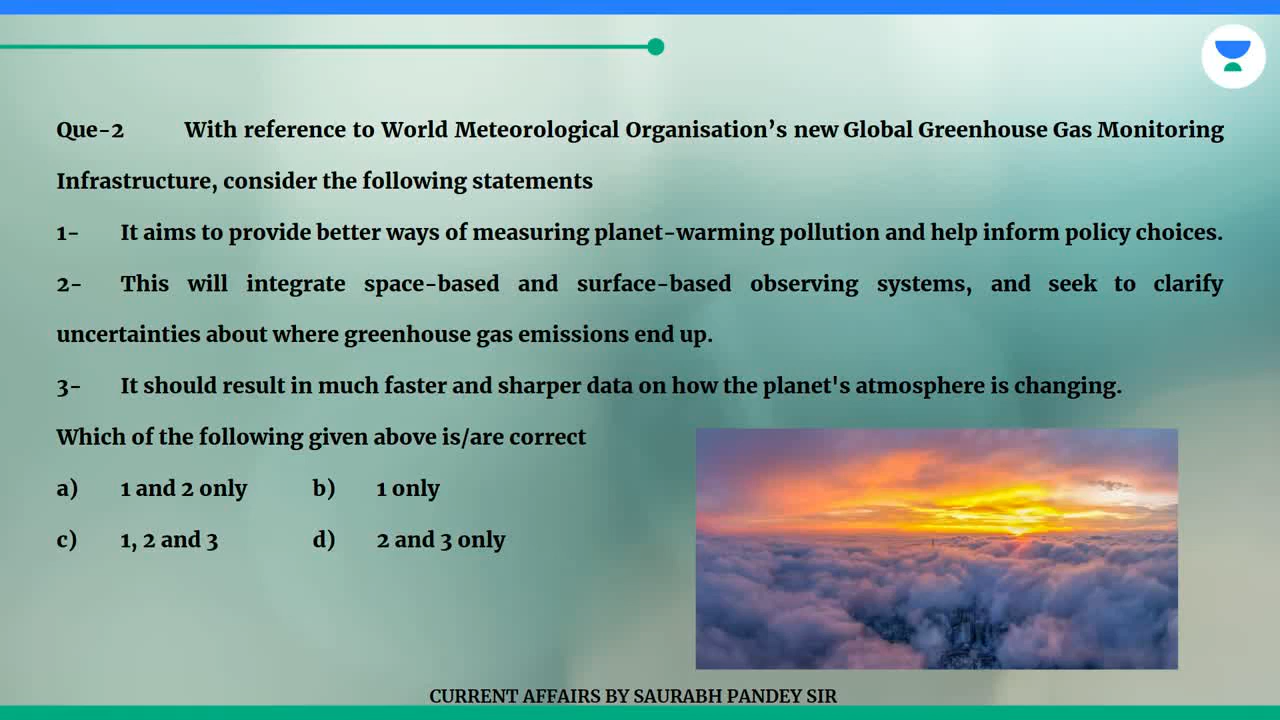 Que-2 With reference to World Meteorological Organisation’s new Global Greenhouse Gas Monitoring
Infrastructure, consider the following statements
1- It aims to provide better ways of measuring planet-warming pollution and help inform policy choices.
2- This will integrate space-based and surface-based observing systems, and seek to clarify
uncertainties about where greenhouse gas emissions end up.
3- It should result in much faster and sharper data on how the planet's atmosphere is changing.
Which of the following given above is/are correct
a) 1 and 2 only b) 1 only
c) 1, 2 and 3 d) 2 and 3 only
CURRENT AFFAIRS BY SAURABH PANDEY SIR